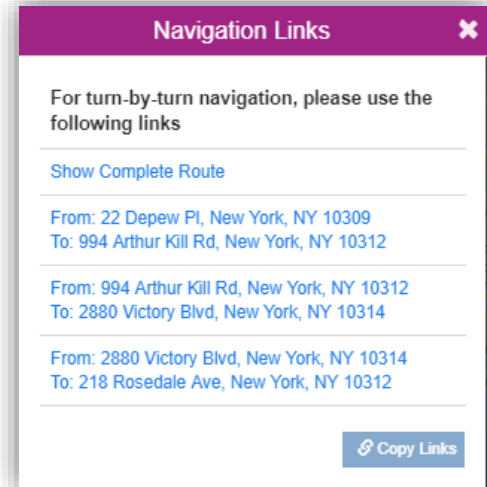 Navigation Links
For turn-by-turn navigation, please use the
following links
Show Complete Route
From: 22 Depew Pl, New York, NY 10309
To: 994 Arthur Kill Rd, New York, NY 10312
From: 994 Arthur Kill Rd, New York, NY 10312
To: 2880 Victory Blvd, New York, NY 10314
From: 2880 Victory Blvd, New York, NY 10314
To: 218 Rosedale Ave, New York, NY 10312
Copy Links